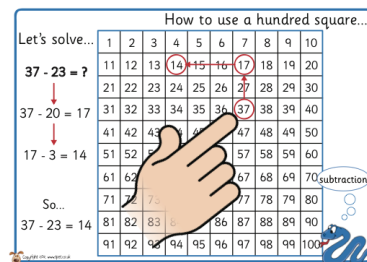 How to use a hundred square...
Let's solve...
37 - 23 = ?
37 - 20 = 17
17 - 3 = 14
So...
37 - 23 = 14
1 2 3 4 5 6 7 8 9 10
11 12 13 14 15 16 17 18 19 20
21 22 23 24 25 26 27 28 29 30
31 32 33 34 35 36 37 38 39 40
41 42 43 47 48 49 50
51 52 57 58 59 60
61 62 67 68 69 70
71 72 73 77 78 79 80
81 82 83 86 87 88 89 90
91 92 93 94 95 96 97 98 99 100
subtraction